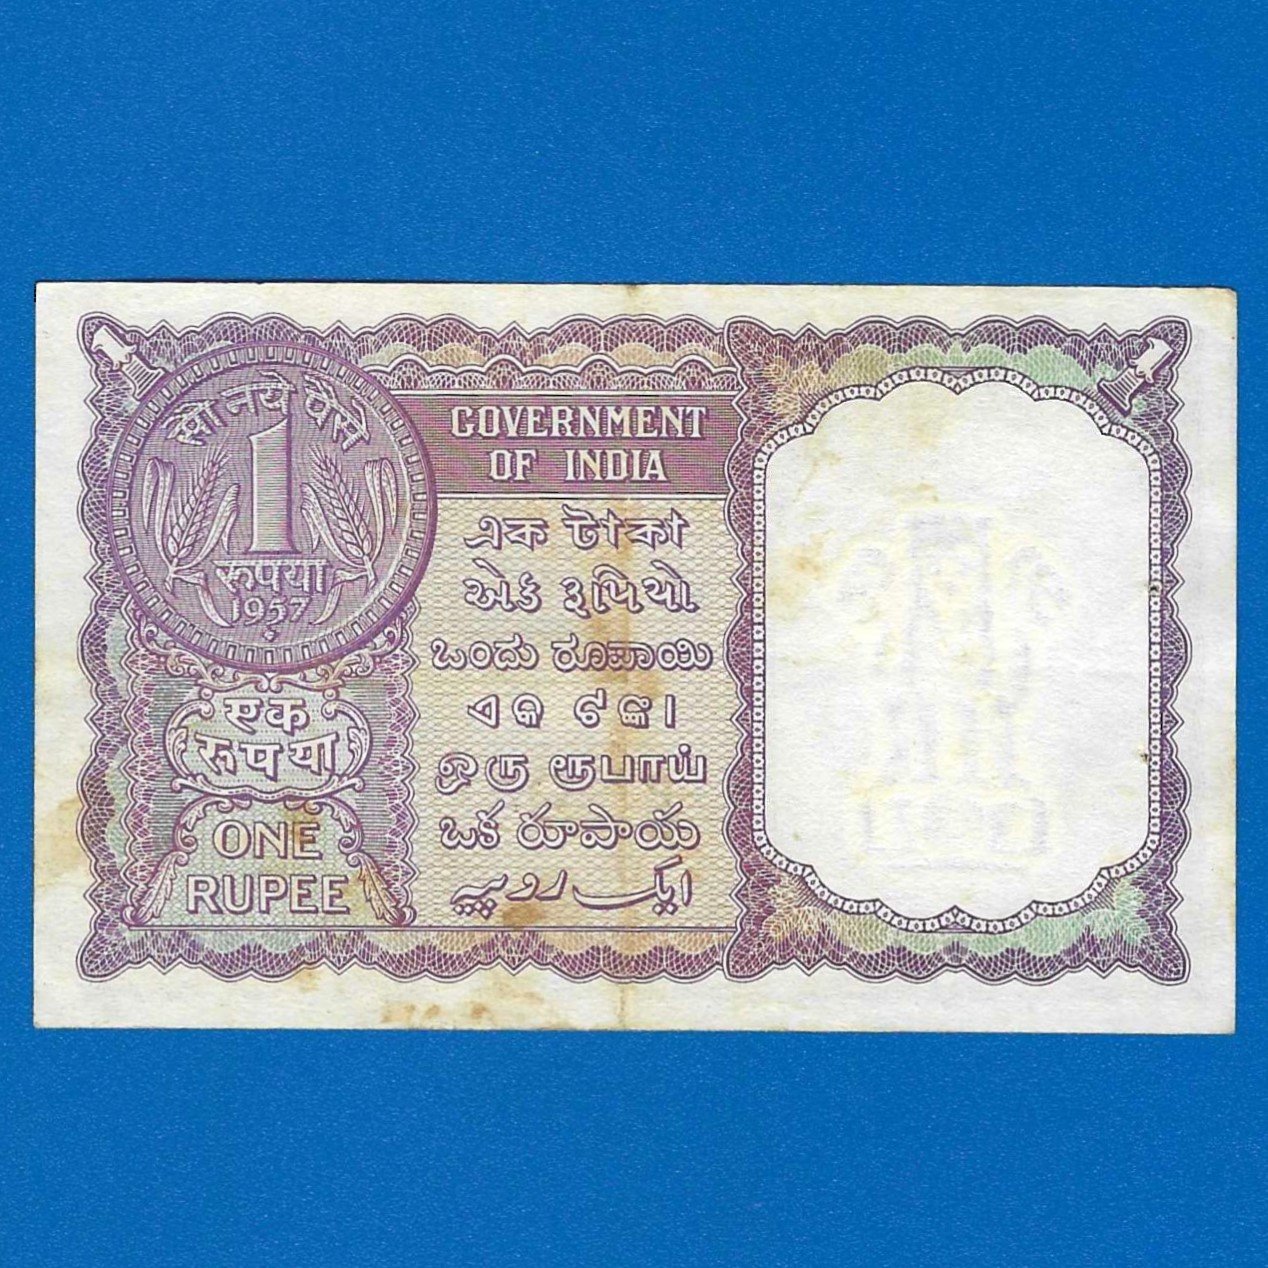 सौ नये पैसे
1
रुपया
1957
एक
रुपया
ONE
RUPEE
GOVERNMENT
OF INDIA
এক টাকা
એક રૂપિયો
ಒಂದು ರೂಪಾಯಿ
ଏକ ଟଙ୍କା
ஒரு ரூபாய்
ఒక రూపాయ
ایک روپیہ